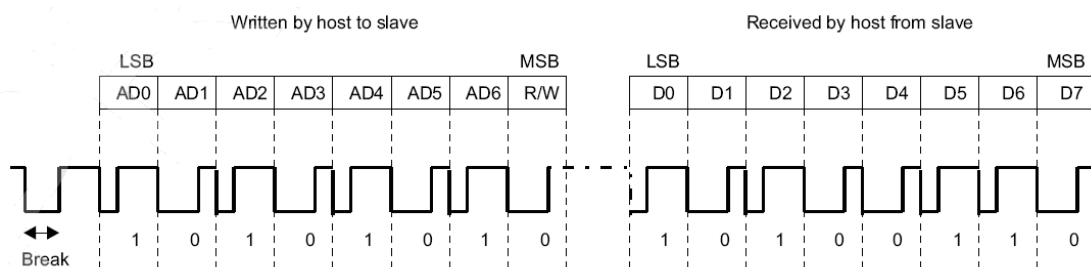 Written by host to slave Received by host from slave
LSB MSB LSB MSB
AD0 AD1 AD2 AD3 AD4 AD5 AD6 R/W D0 D1 D2 D3 D4 D5 D6 D7
1 0 1 0 1 0 1 0 1 0 1 0 0 1 1 0
Break